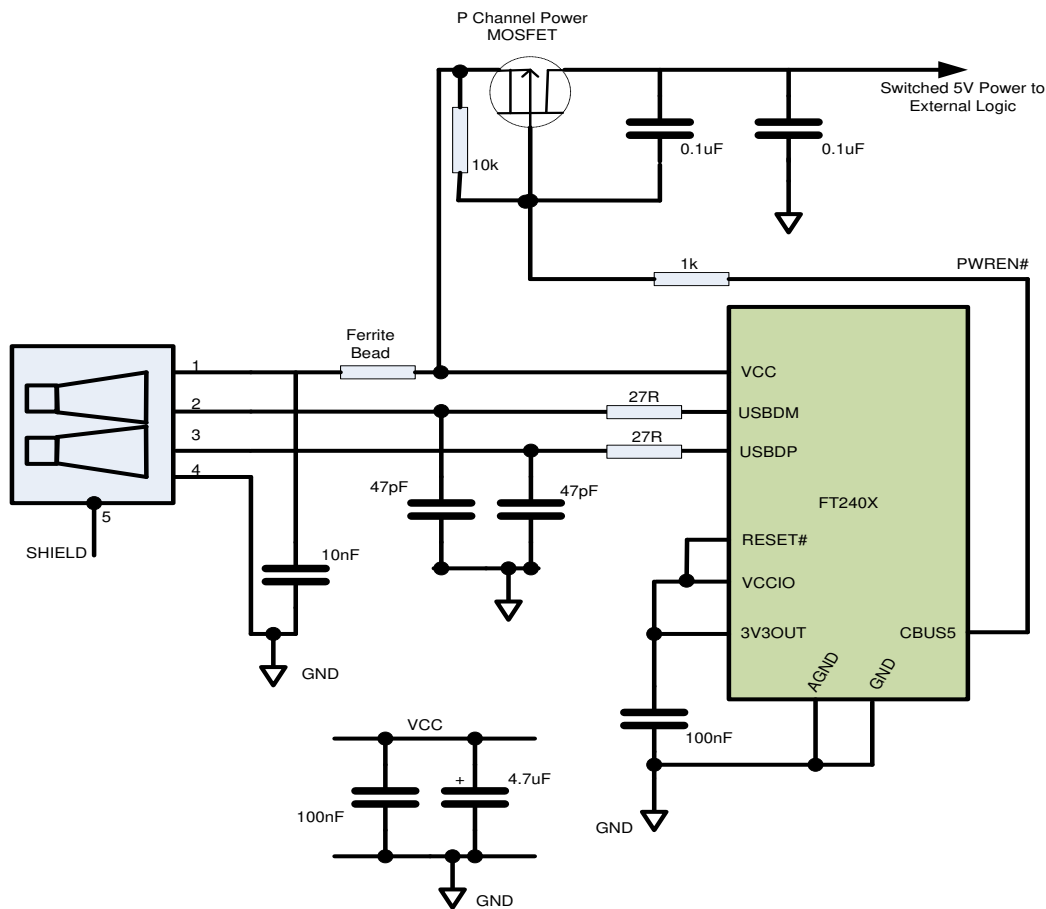 P Channel Power
MOSFET
Switched 5V Power to
External Logic
0.1uF
0.1uF
10k
1k
PWREN#
Ferrite
Bead
1
VCC
27R
2
USBDM
27R
3
USBDP
4
47pF
47pF
FT240X
5
SHIELD
RESET#
10nF
VCCIO
3V3OUT
CBUS5
AGND
GND
GND
VCC
100nF
+
4.7uF
100nF
GND
GND